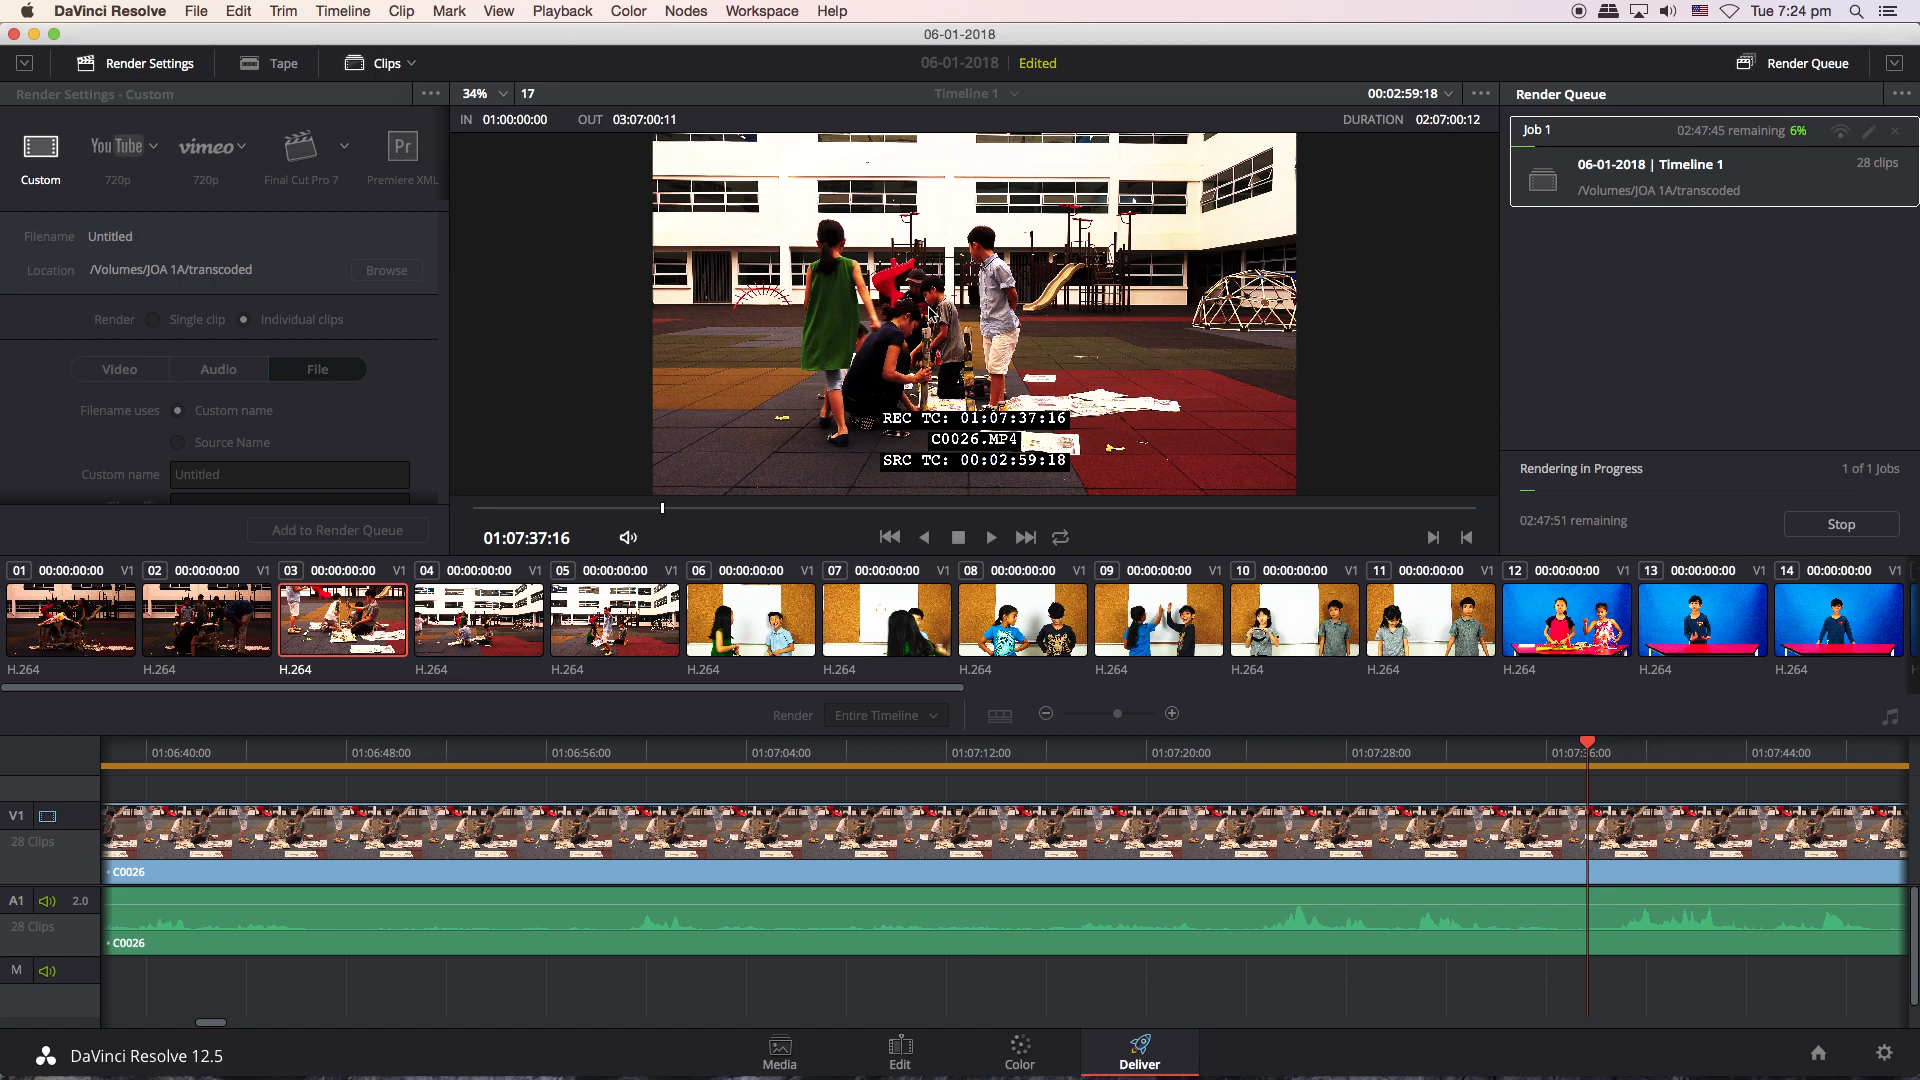 DaVinci Resolve File Edit Trim Timeline Clip Mark View Playback Color Nodes Workspace Help Tue 7:24 pm
06-01-2018
Render Settings Tape Clips 06-01-2018 Edited Render Queue
Render Settings - Custom 34% 17 Timeline 1 00:02:59:18 Render Queue
IN 01:00:00:00 OUT 03:07:00:11 DURATION 02:07:00:12
Job 1 02:47:45 remaining 6%
YouTube vimeo Pr
06-01-2018 | Timeline 1 28 clips
Custom 720p 720p Final Cut Pro 7 Premiere XML
/Volumes/JOA 1A/transcoded
Filename Untitled
Location /Volumes/JOA 1A/transcoded Browse
Render Single clip Individual clips
Video Audio File
Filename uses Custom name
Source Name
Custom name Untitled
REC TC: 01:07:37:16
C0026.MP4
SRC TC: 00:02:59:18
Rendering in Progress 1 of 1 Jobs
02:47:51 remaining Stop
Add to Render Queue
01:07:37:16
01 00:00:00:00 V1 02 00:00:00:00 V1 03 00:00:00:00 V1 04 00:00:00:00 V1 05 00:00:00:00 V1 06 00:00:00:00 V1 07 00:00:00:00 V1 08 00:00:00:00 V1 09 00:00:00:00 V1 10 00:00:00:00 V1 11 00:00:00:00 V1 12 00:00:00:00 V1 13 00:00:00:00 V1 14 00:00:00:00 V1
H.264 H.264 H.264 H.264 H.264 H.264 H.264 H.264 H.264 H.264 H.264 H.264 H.264 H.264
Render Entire Timeline
01:06:40:00 01:06:48:00 01:06:56:00 01:07:04:00 01:07:12:00 01:07:20:00 01:07:28:00 01:07:36:00 01:07:44:00
V1
28 Clips
C0026
A1 2.0
28 Clips
C0026
M
DaVinci Resolve 12.5
Media Edit Color Deliver